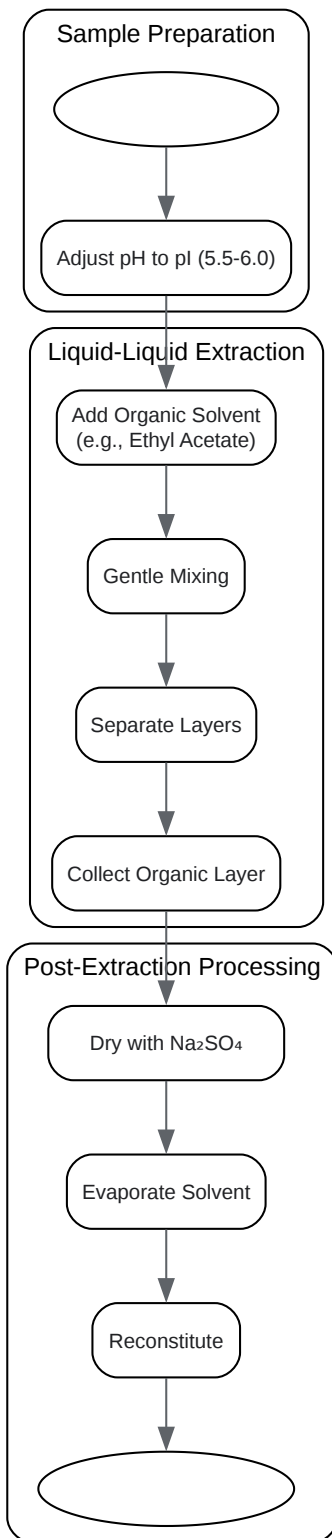 Sample Preparation
Adjust pH to pI (5.5-6.0)
Liquid-Liquid Extraction
Add Organic Solvent
(e.g., Ethyl Acetate)
Gentle Mixing
Separate Layers
Collect Organic Layer
Post-Extraction Processing
Dry with Na₂SO₄
Evaporate Solvent
Reconstitute